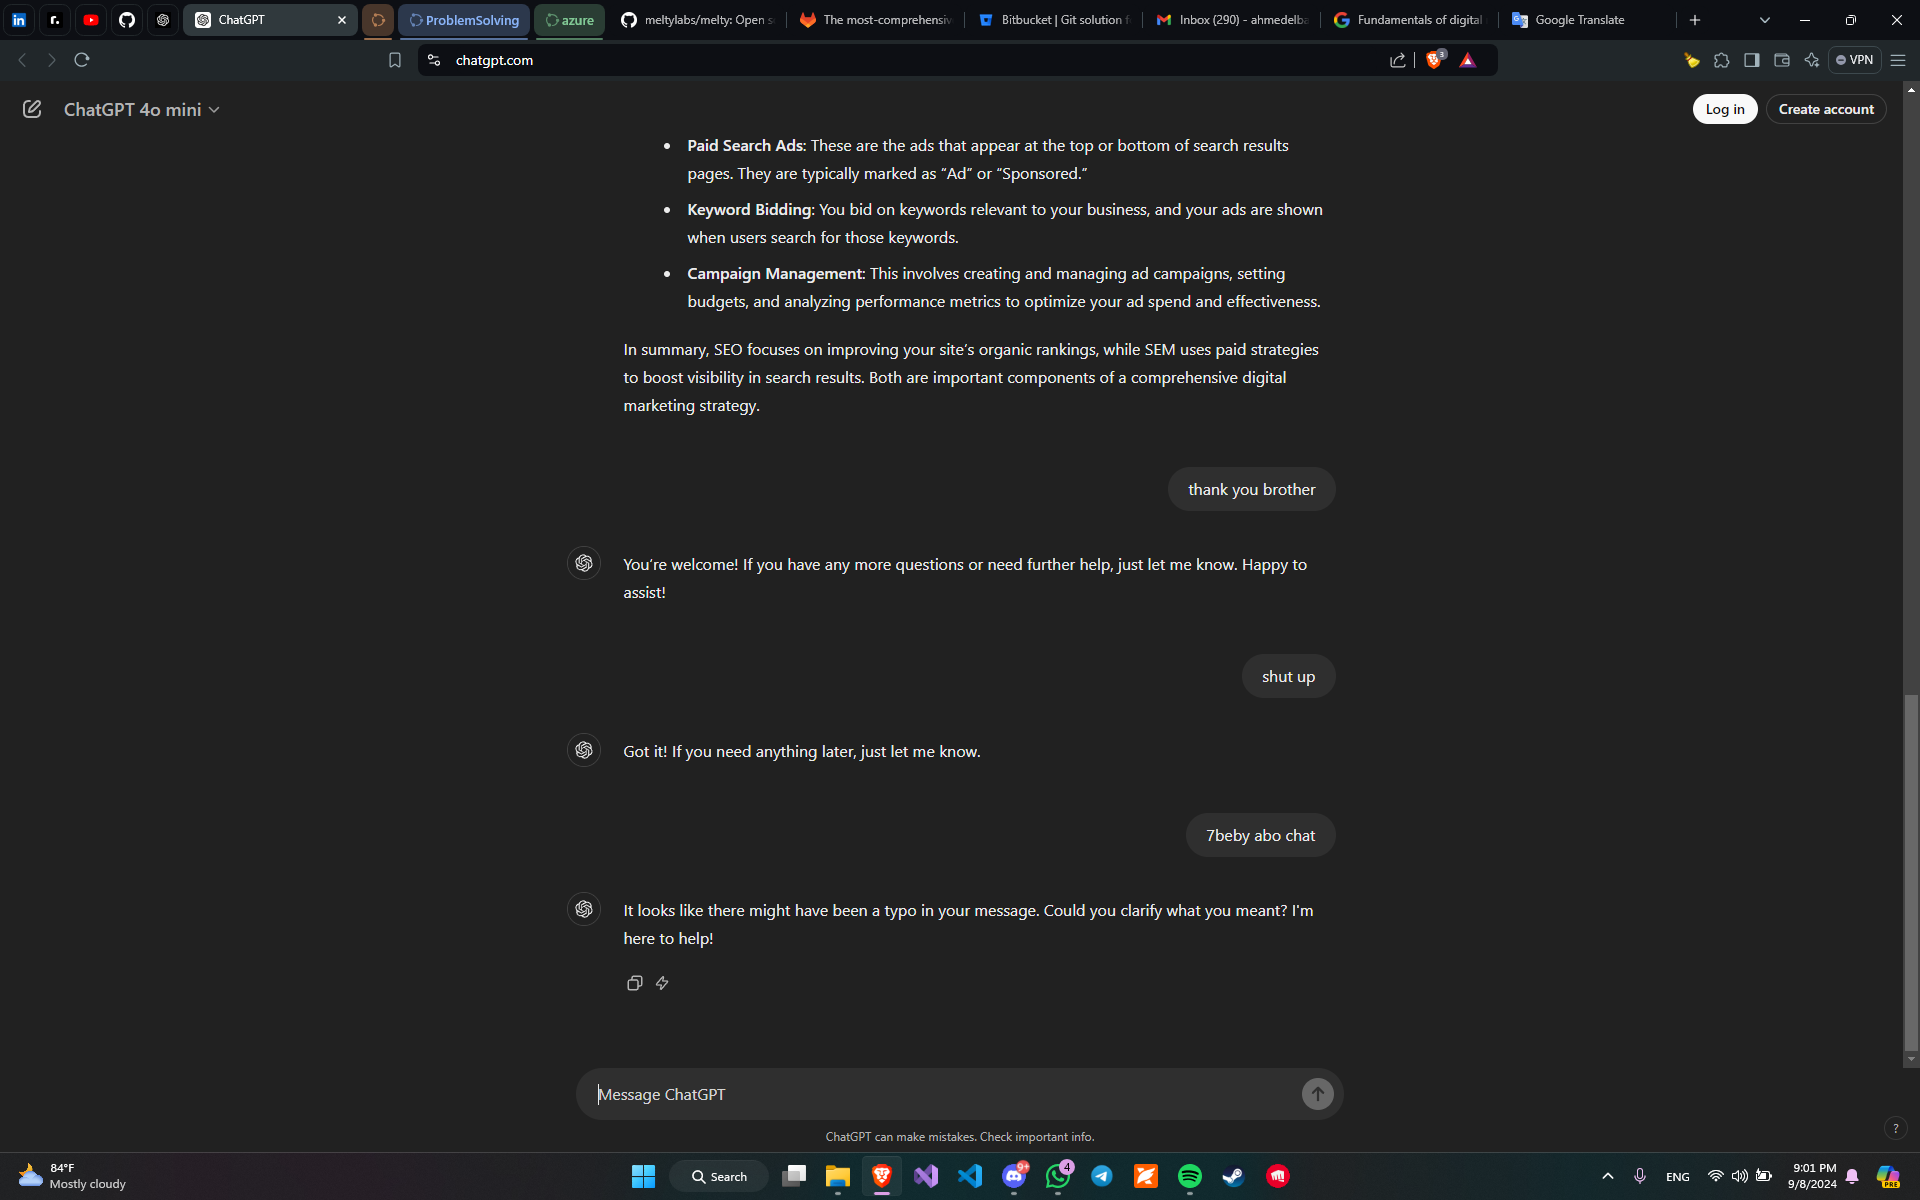 ChatGPT
ProblemSolving
azure
meltylabs/melty: Open s
The most-comprehensiv
Bitbucket | Git solution f
Inbox (290) - ahmedelba
Fundamentals of digital
Google Translate
chatgpt.com
3
VPN
ChatGPT 4o mini
Log in
Create account
• Paid Search Ads: These are the ads that appear at the top or bottom of search results
pages. They are typically marked as “Ad” or “Sponsored.”
• Keyword Bidding: You bid on keywords relevant to your business, and your ads are shown
when users search for those keywords.
• Campaign Management: This involves creating and managing ad campaigns, setting
budgets, and analyzing performance metrics to optimize your ad spend and effectiveness.
In summary, SEO focuses on improving your site’s organic rankings, while SEM uses paid strategies
to boost visibility in search results. Both are important components of a comprehensive digital
marketing strategy.
thank you brother
You’re welcome! If you have any more questions or need further help, just let me know. Happy to
assist!
shut up
Got it! If you need anything later, just let me know.
7beby abo chat
It looks like there might have been a typo in your message. Could you clarify what you meant? I'm
here to help!
Message ChatGPT
ChatGPT can make mistakes. Check important info.
?
84°F
Mostly cloudy
Search
9+
4
ENG
9:01 PM
9/8/2024
PRE